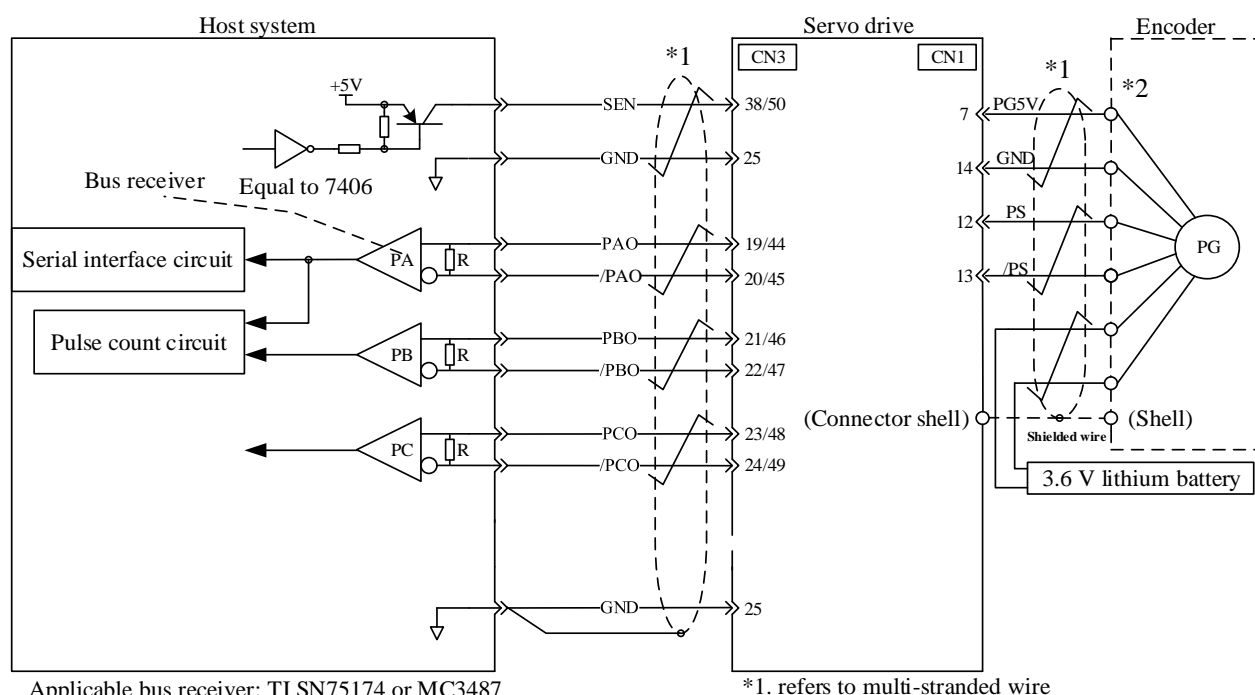 Host system
Servo drive
Encoder
*1
CN3
CN1
*1
*2
+5V
SEN
38/50
7
PG5V
GND
25
14
GND
Bus receiver
Equal to 7406
12
PS
Serial interface circuit
PA
R
PAO
19/44
PG
/PAO
20/45
13
/PS
Pulse count circuit
PB
R
PBO
21/46
/PBO
22/47
PC
R
PCO
23/48
(Connector shell)
(Shell)
Shielded wire
/PCO
24/49
3.6 V lithium battery
GND
25
Applicable bus receiver: TI SN75174 or MC3487
*1. refers to multi-stranded wire